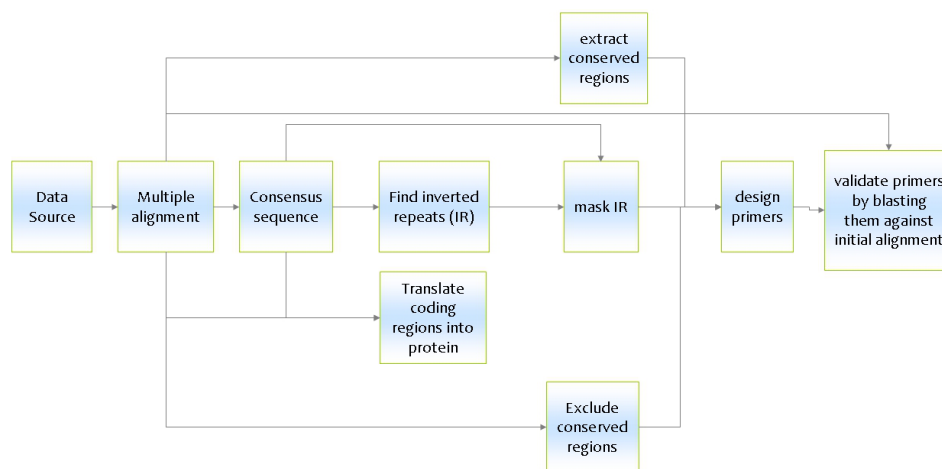 extract
conserved
regions
Data
Source
Multiple
alignment
Consensus
sequence
Find inverted
repeats (IR)
mask IR
design
primers
validate primers
by blasting
them against
initial alignment
Translate
coding
regions into
protein
Exclude
conserved
regions